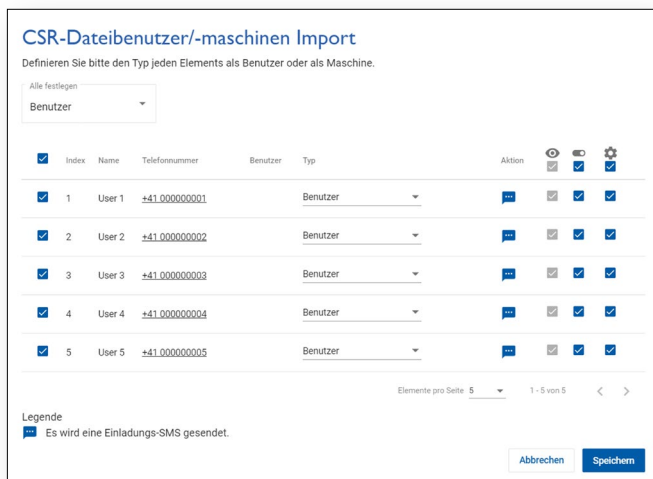 CSR-Dateibenutzer/-maschinen Import
Definieren Sie bitte den Typ jeden Elements als Benutzer oder als Maschine.
Alle festlegen
Benutzer
Index Name Telefonnummer Benutzer Typ Aktion
1 User 1 +41 000000001 Benutzer
2 User 2 +41 000000002 Benutzer
3 User 3 +41 000000003 Benutzer
4 User 4 +41 000000004 Benutzer
5 User 5 +41 000000005 Benutzer
Elemente pro Seite 5 1 - 5 von 5
Legende
Es wird eine Einladungs-SMS gesendet.
Abbrechen Speichern